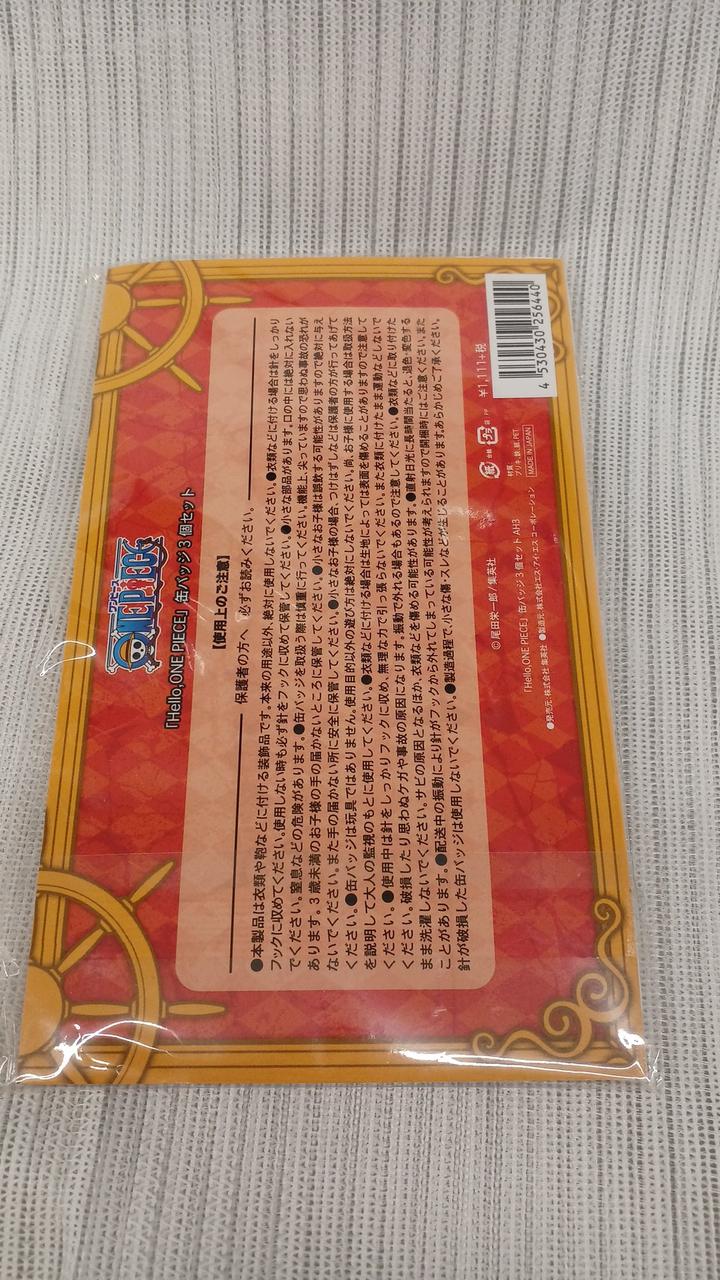 ワンピース
ONE PIECE
『Hello, ONE PIECE』 缶バッジ3個セット
【使用上のご注意】
保護者の方へ 必ずお読みください。
●本製品は衣類や鞄などに付ける装飾品です。本来の用途以外、絶対に使用しないでください。●衣類などに付ける場合は針をしっかり
フックに収めてください。使用しない時も必ず針をフックに収めて保管してください。●小さな部品があります。口の中には絶対に入れない
でください。窒息などの危険があります。●缶バッジを取扱う際は慎重に行ってください。機能上、尖っていますので思わぬ事故の恐れが
あります。3歳未満のお子様の手の届かないところに保管してください。●小さなお子様は誤飲する可能性がありますので絶対に与え
ないでください。また手の届かない所に安全に保管してください。●小さなお子様の場合、つけはずしなどは保護者の方が行ってあげて
ください。●缶バッジは玩具ではありません。使用目的以外の遊び方は絶対にしないでください。尚、お子様に使用する場合は取扱方法
を説明して大人の監視のもとに使用してください。●衣類などに付ける場合は生地によっては表面を傷めることがありますので注意して
ください。●使用中は針をしっかりフックに収め、無理な力で引っ張らないでください。また衣類に付けたまま運動などしないで
ください。破損したり思わぬケガや事故の原因になります。振動で外れる場合もあるので注意してください。●衣類などに取り付けた
まま洗濯しないでください。サビの原因となるほか、衣類などを傷める可能性があります。●直射日光に長時間当たると、退色・変色する
ことがあります。●配送中の振動により針がフックから外れてしまっている可能性が考えられますので開梱時にはご注意ください。また
針が破損した缶バッジは使用しないでください。●製造過程で、小さな傷・スレなどが生じることがあります。あらかじめご了承ください。
©尾田栄一郎/集英社
『Hello, ONE PIECE』 缶バッジ3個セット AH3
●発売元:株式会社 集英社 ●製造元:株式会社エス・アイ・エス コーポレーション
紙
台紙
プラ
袋 PP
材質
ブリキ、鉄、紙、PET
MADE IN JAPAN
¥1,111+税
4 530430 256440